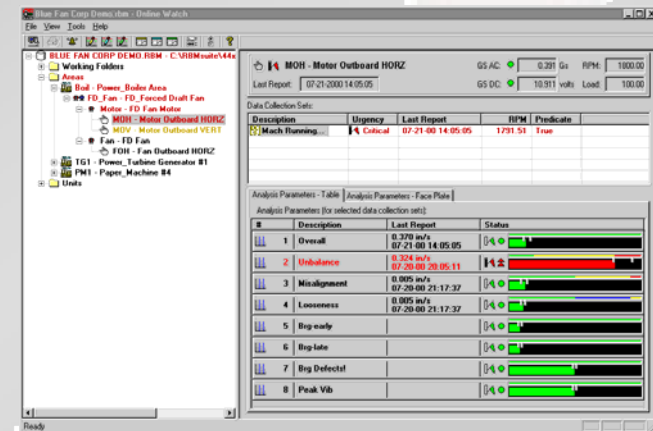 Blue Fan Corp Demo.rbm - Online Watch
File View Tools Help
BLUE FAN CORP DEMO.RBM - C:\RBMsuite\44s
Working Folders
Areas
Boil - Power_Boiler Area
FD_Fan - FD_Forced Draft Fan
Motor - FD Fan Motor
MOH - Motor Outboard HORZ
MOV - Motor Outboard VERT
Fan - FD Fan
FOH - Fan Outboard HORZ
TG1 - Power_Turbine Generator #1
PM1 - Paper_Machine #4
Units
MOH - Motor Outboard HORZ
GS AC: 0.391 Gs RPM: 1800.00
Last Report: 07-21-2000 14:05:05
GS DC: 10.911 volts Load: 100.00
Data Collection Sets:
Description Urgency Last Report RPM Predicate
Mach Running... Critical 07-21-00 14:05:05 1791.51 True
Analysis Parameters - Table Analysis Parameters - Face Plate
Analysis Parameters (for selected data collection sets):
# Description Last Report Status
1 Overall 0.370 in/s
07-21-00 14:05:05
2 Unbalance 0.324 in/s
07-20-00 20:05:11
3 Misalignment 0.005 in/s
07-20-00 21:17:37
4 Looseness 0.005 in/s
07-20-00 21:17:37
5 Brg-early
6 Brg-late
7 Brg Defects!
8 Peak Vib
Ready